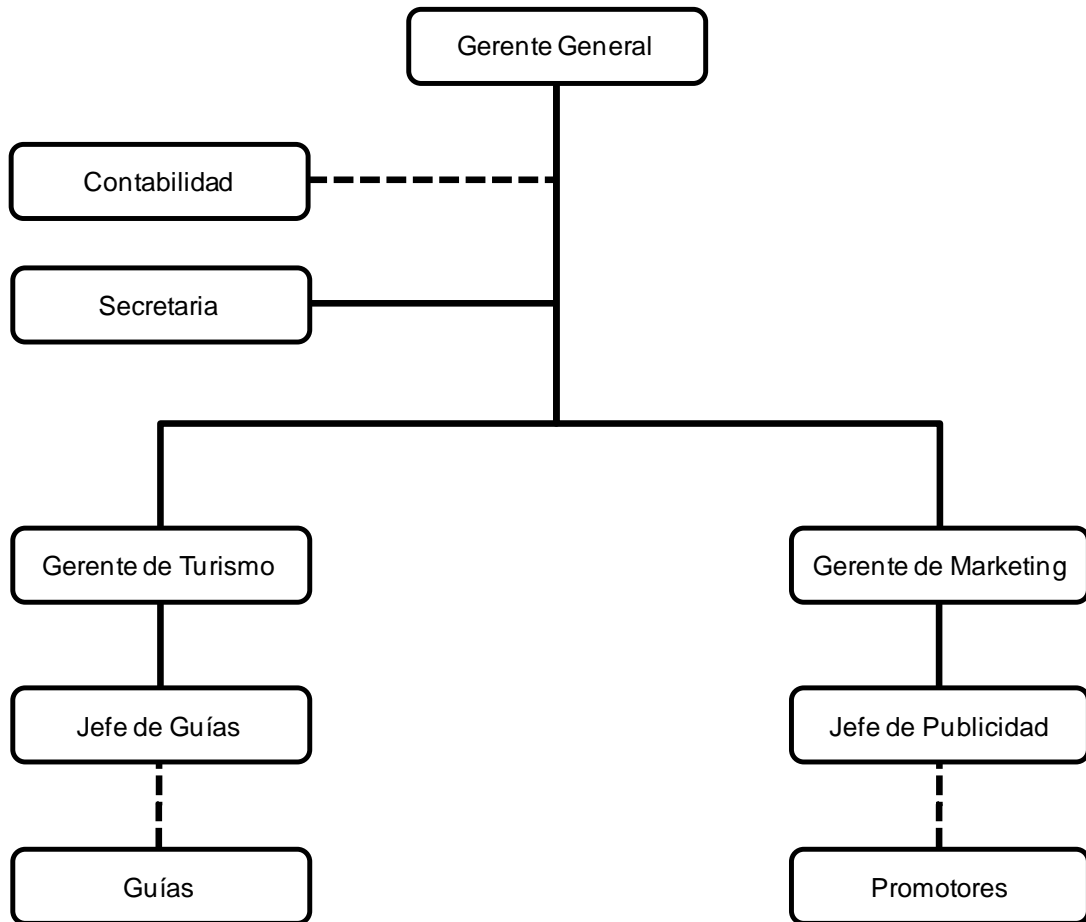 Gerente General
Contabilidad
Secretaria
Gerente de Turismo
Gerente de Marketing
Jefe de Guías
Jefe de Publicidad
Guías
Promotores